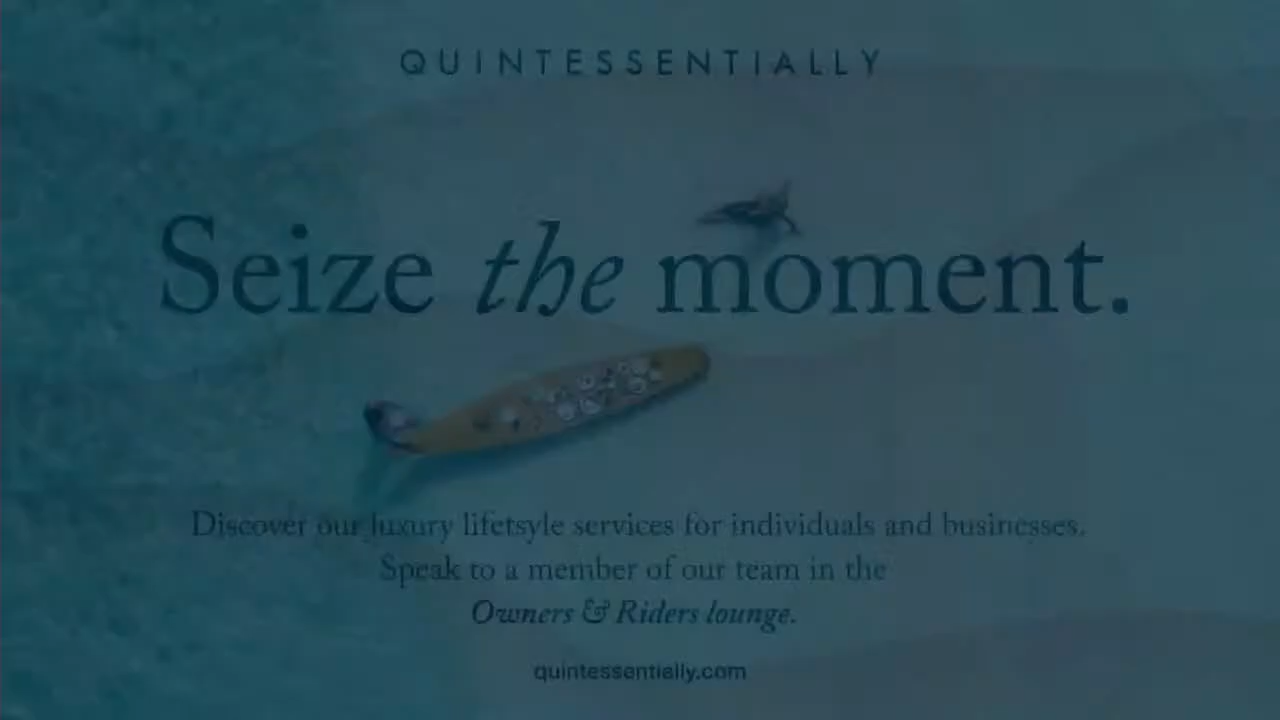 QUINTESSENTIALLY
Seize the moment.
Discover our luxury lifetsyle services for individuals and businesses.
Speak to a member of our team in the
Owners & Riders lounge.
quintessentially.com